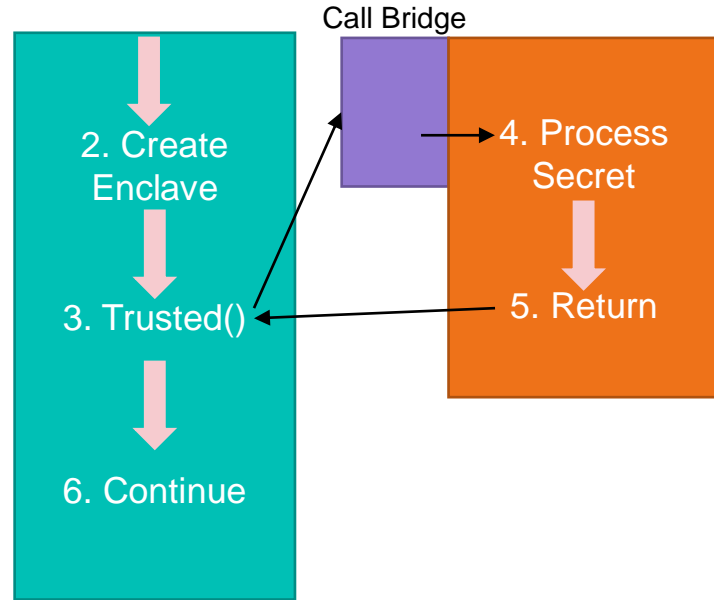 Call Bridge
2. Create
Enclave
3. Trusted()
6. Continue
4. Process
Secret
5. Return